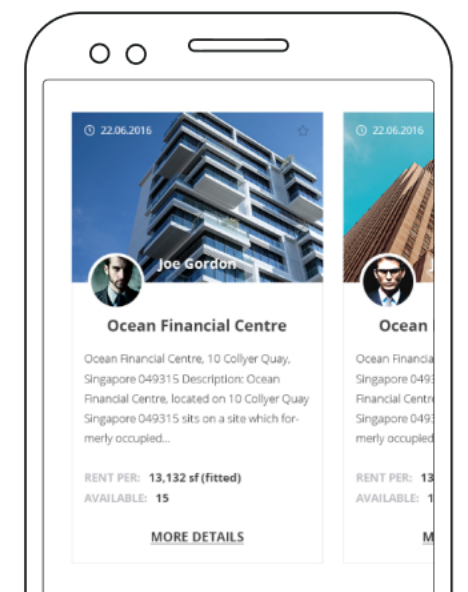 22.06.2016
Joe Gordon
Ocean Financial Centre
Ocean Financial Centre, 10 Collyer Quay,
Singapore 049315 Description: Ocean
Financial Centre, located on 10 Collyer Quay
Singapore 049315 sits on a site which for-
merly occupied...
RENT PER: 13,132 sf (fitted)
AVAILABLE: 15
MORE DETAILS
22.06.2016
Ocean
Ocean Financia
Singapore 049
Financial Centre
Singapore 049
merly occupied
RENT PER: 13
AVAILABLE: 1
M